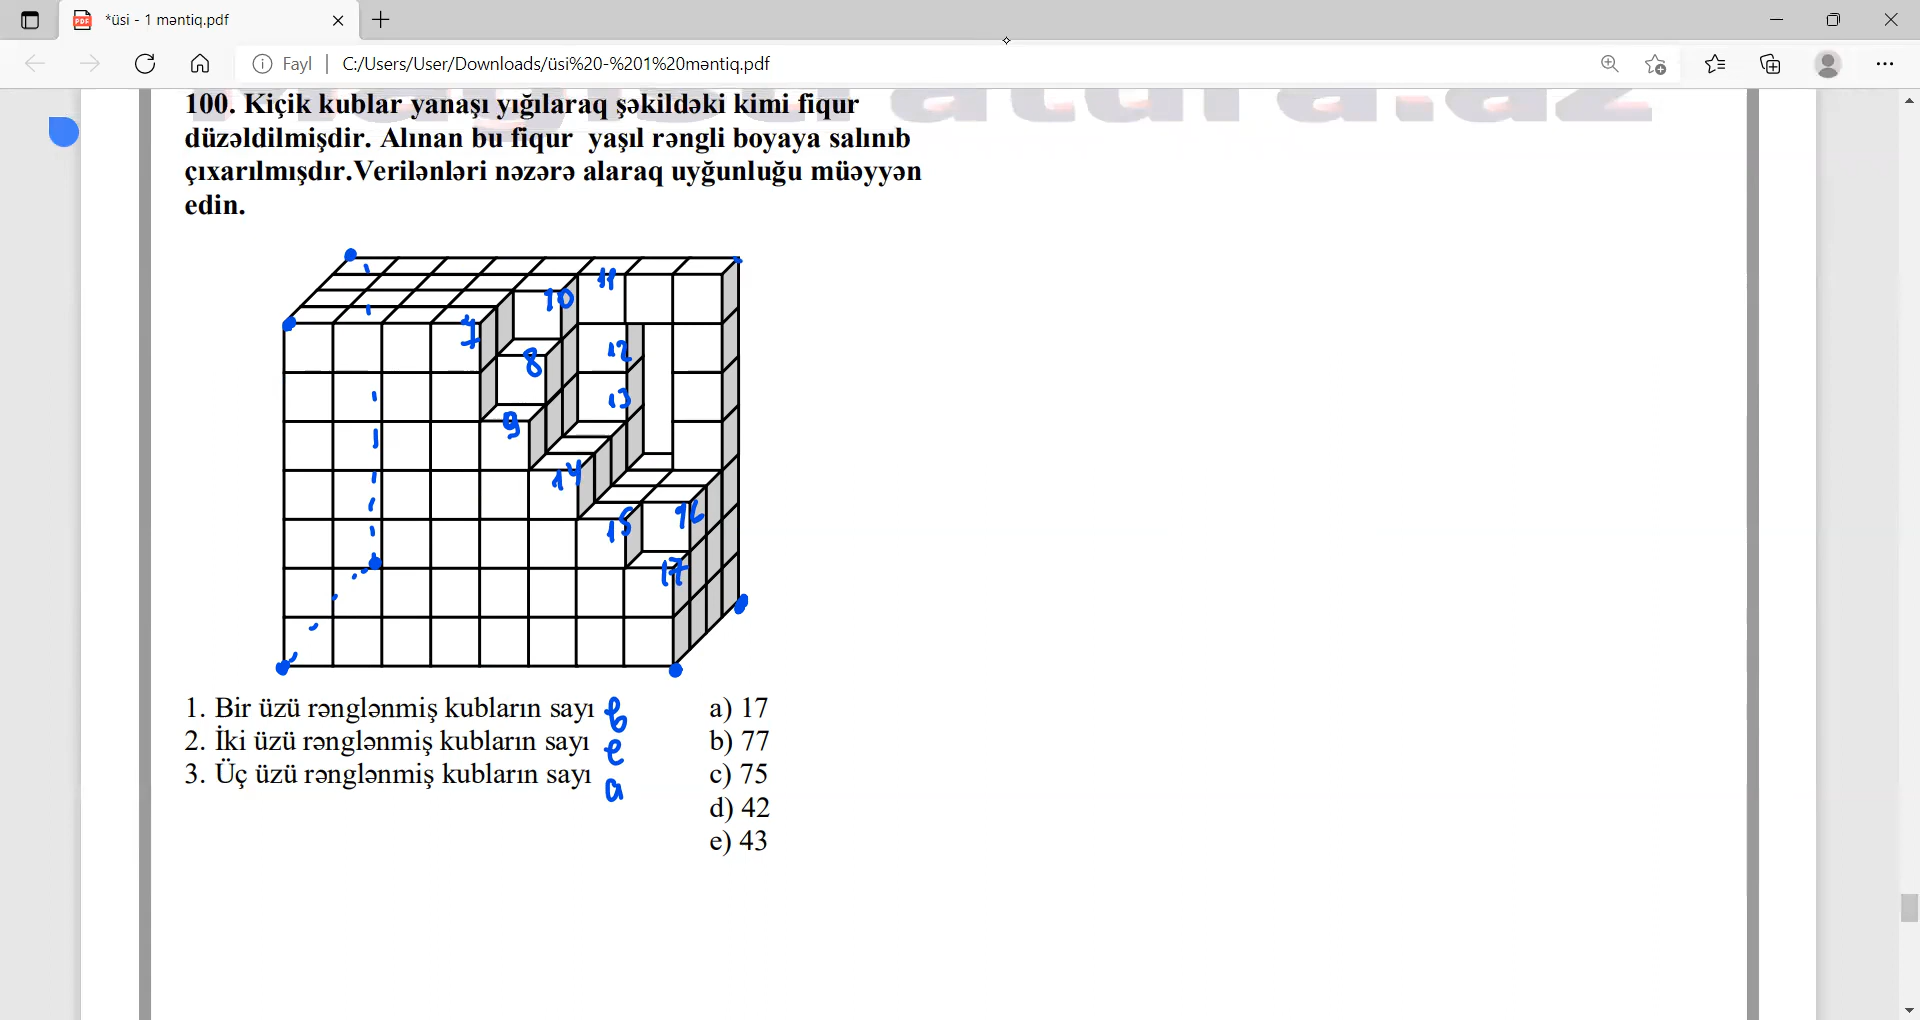 *üsi - 1 məntiq.pdf
Fayl C:/Users/User/Downloads/üsi%20-%201%20məntiq.pdf
100. Kiçik kublar yanaşı yığılaraq şəkildəki kimi fiqur
düzəldilmişdir. Alınan bu fiqur yaşıl rəngli boyaya salınıb
çıxarılmışdır.Verilənləri nəzərə alaraq uyğunluğu müəyyən
edin.
11
10
7
12
8
13
9
14
16
15
17
1. Bir üzü rənglənmiş kubların sayı b
2. İki üzü rənglənmiş kubların sayı e
3. Üç üzü rənglənmiş kubların sayı a
a) 17
b) 77
c) 75
d) 42
e) 43